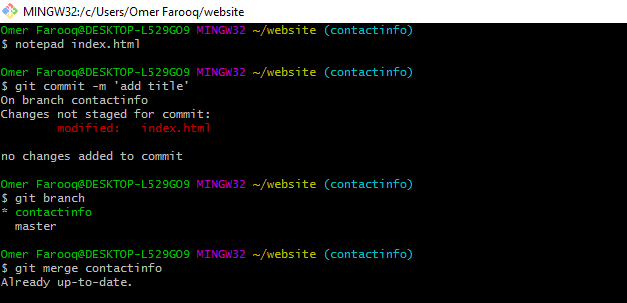 MINGW32:/c/Users/Omer Farooq/website
Omer Farooq@DESKTOP-L529GO9 MINGW32 ~/website (contactinfo)
$ notepad index.html
Omer Farooq@DESKTOP-L529GO9 MINGW32 ~/website (contactinfo)
$ git commit -m 'add title'
On branch contactinfo
Changes not staged for commit:
modified:   index.html
no changes added to commit
Omer Farooq@DESKTOP-L529GO9 MINGW32 ~/website (contactinfo)
$ git branch
* contactinfo
master
Omer Farooq@DESKTOP-L529GO9 MINGW32 ~/website (contactinfo)
$ git merge contactinfo
Already up-to-date.